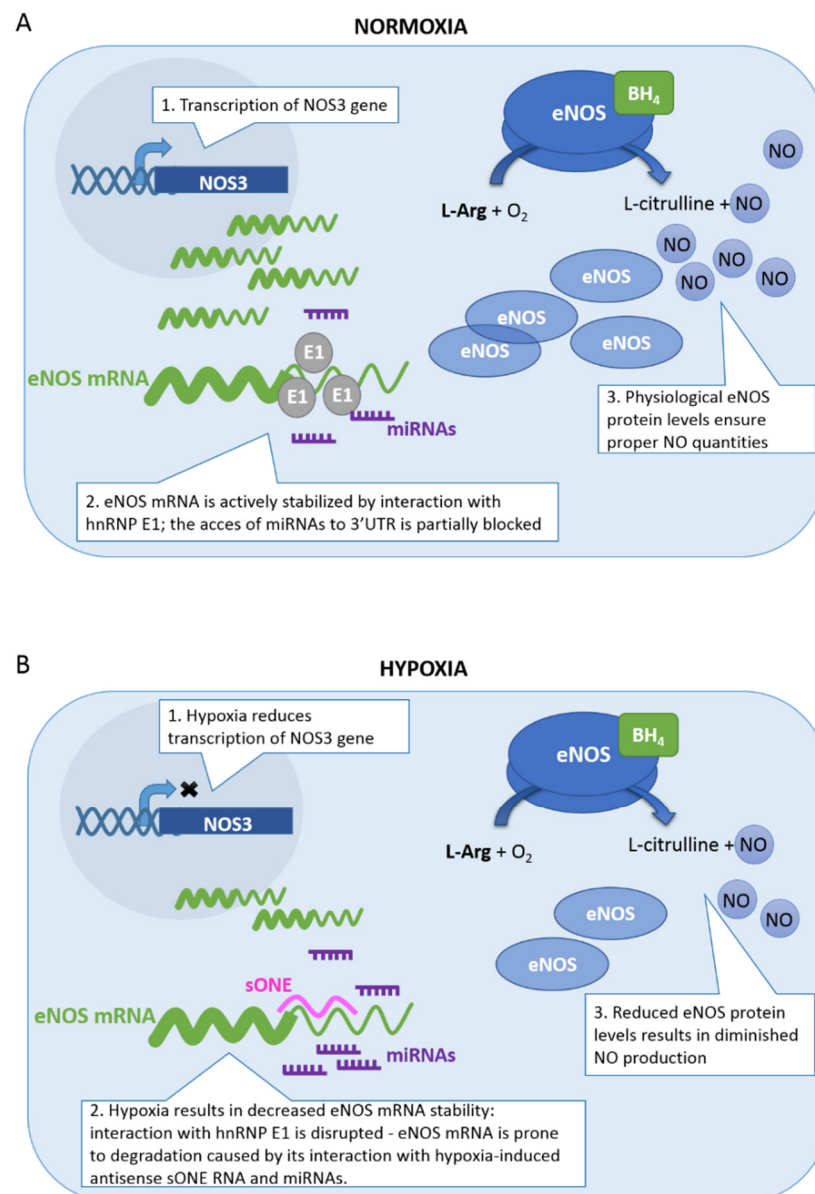 A
NORMOXIA
1. Transcription of NOS3 gene
NOS3
eNOS
BH4
L-Arg + O2
L-citrulline + NO
NO
NO
NO
NO
NO
NO
eNOS
eNOS
eNOS
eNOS
eNOS mRNA
E1
E1
E1
miRNAs
3. Physiological eNOS
protein levels ensure
proper NO quantities
2. eNOS mRNA is actively stabilized by interaction with
hnRNP E1; the acces of miRNAs to 3’UTR is partially blocked
B
HYPOXIA
1. Hypoxia reduces
transcription of NOS3 gene
NOS3
eNOS
BH4
L-Arg + O2
L-citrulline + NO
NO
NO
eNOS
eNOS
sONE
eNOS mRNA
miRNAs
3. Reduced eNOS protein
levels results in diminished
NO production
2. Hypoxia results in decreased eNOS mRNA stability:
interaction with hnRNP E1 is disrupted - eNOS mRNA is prone
to degradation caused by its interaction with hypoxia-induced
antisense sONE RNA and miRNAs.